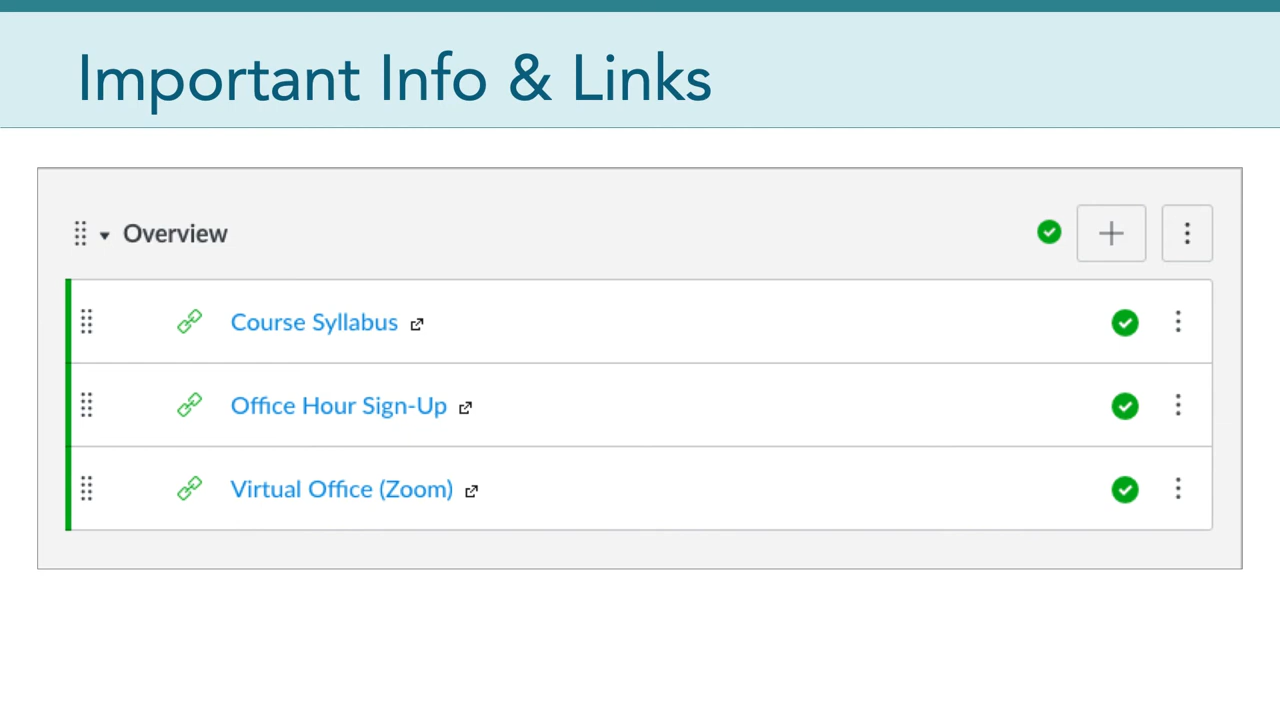 Important Info & Links
Overview
Course Syllabus
Office Hour Sign-Up
Virtual Office (Zoom)